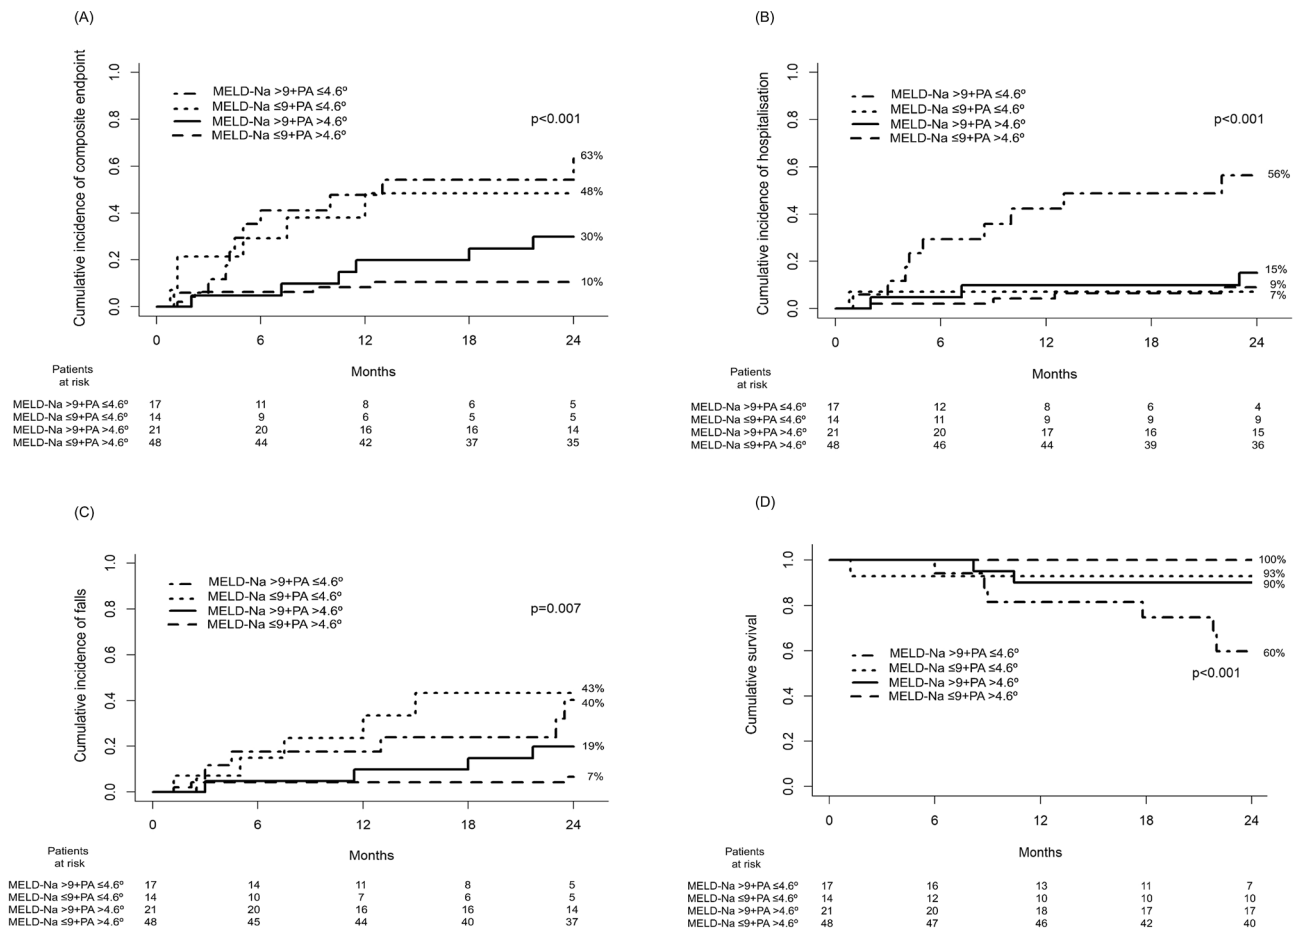 (A)
Cumulative incidence of composite endpoint
1.0
0.8
0.6
0.4
0.2
0.0
MELD-Na >9+PA ≤4.6º
MELD-Na ≤9+PA ≤4.6º
MELD-Na >9+PA >4.6º
MELD-Na ≤9+PA >4.6º
p<0.001
63%
48%
30%
10%
0 6 12 18 24
Months
Patients
at risk
MELD-Na >9+PA ≤4.6º 17 11 8 6 5
MELD-Na ≤9+PA ≤4.6º 14 9 6 5 5
MELD-Na >9+PA >4.6º 21 20 16 16 14
MELD-Na ≤9+PA >4.6º 48 44 42 37 35
(B)
Cumulative incidence of hospitalisation
1.0
0.8
0.6
0.4
0.2
0.0
MELD-Na >9+PA ≤4.6º
MELD-Na ≤9+PA ≤4.6º
MELD-Na >9+PA >4.6º
MELD-Na ≤9+PA >4.6º
p<0.001
56%
15%
9%
7%
0 6 12 18 24
Months
Patients
at risk
MELD-Na >9+PA ≤4.6º 17 12 8 6 4
MELD-Na ≤9+PA ≤4.6º 14 11 9 9 9
MELD-Na >9+PA >4.6º 21 20 17 16 15
MELD-Na ≤9+PA >4.6º 48 46 44 39 36
(C)
Cumulative incidence of falls
1.0
0.8
0.6
0.4
0.2
0.0
MELD-Na >9+PA ≤4.6º
MELD-Na ≤9+PA ≤4.6º
MELD-Na >9+PA >4.6º
MELD-Na ≤9+PA >4.6º
p=0.007
43%
40%
19%
7%
0 6 12 18 24
Months
Patients
at risk
MELD-Na >9+PA ≤4.6º 17 14 11 8 5
MELD-Na ≤9+PA ≤4.6º 14 10 7 6 5
MELD-Na >9+PA >4.6º 21 20 16 16 14
MELD-Na ≤9+PA >4.6º 48 45 44 40 37
(D)
Cumulative survival
1.0
0.8
0.6
0.4
0.2
0.0
100%
93%
90%
60%
MELD-Na >9+PA ≤4.6º
MELD-Na ≤9+PA ≤4.6º
MELD-Na >9+PA >4.6º
MELD-Na ≤9+PA >4.6º
p<0.001
0 6 12 18 24
Months
Patients
at risk
MELD-Na >9+PA ≤4.6º 17 16 13 11 7
MELD-Na ≤9+PA ≤4.6º 14 12 10 10 10
MELD-Na >9+PA >4.6º 21 20 18 17 17
MELD-Na ≤9+PA >4.6º 48 47 46 42 40